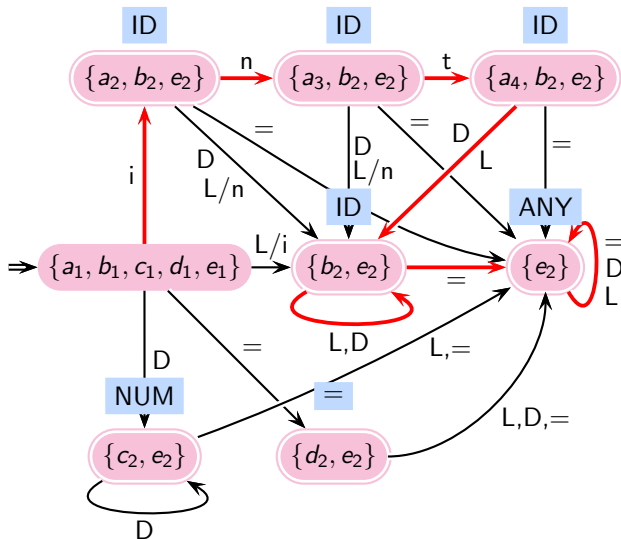 ID ID ID
{a₂, b₂, e₂} n {a₃, b₂, e₂} t {a₄, b₂, e₂}
= = D =
D D L
L/n L/n
i ID ANY
{a₁, b₁, c₁, d₁, e₁} L/i {b₂, e₂} = {e₂} =
D
L
L,D L,=
D =
NUM =
L,D,=
{c₂, e₂} {d₂, e₂}
D